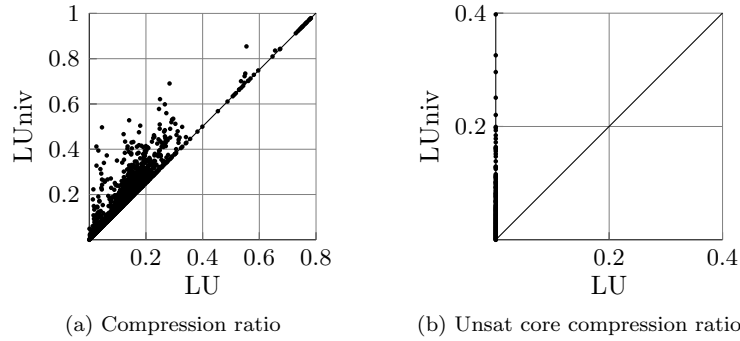 1
0.8
0.6
0.4
0.2
LUniv
0.2 0.4 0.6 0.8
LU
(a) Compression ratio
0.4
0.2
LUniv
0.2 0.4
LU
(b) Unsat core compression ratio